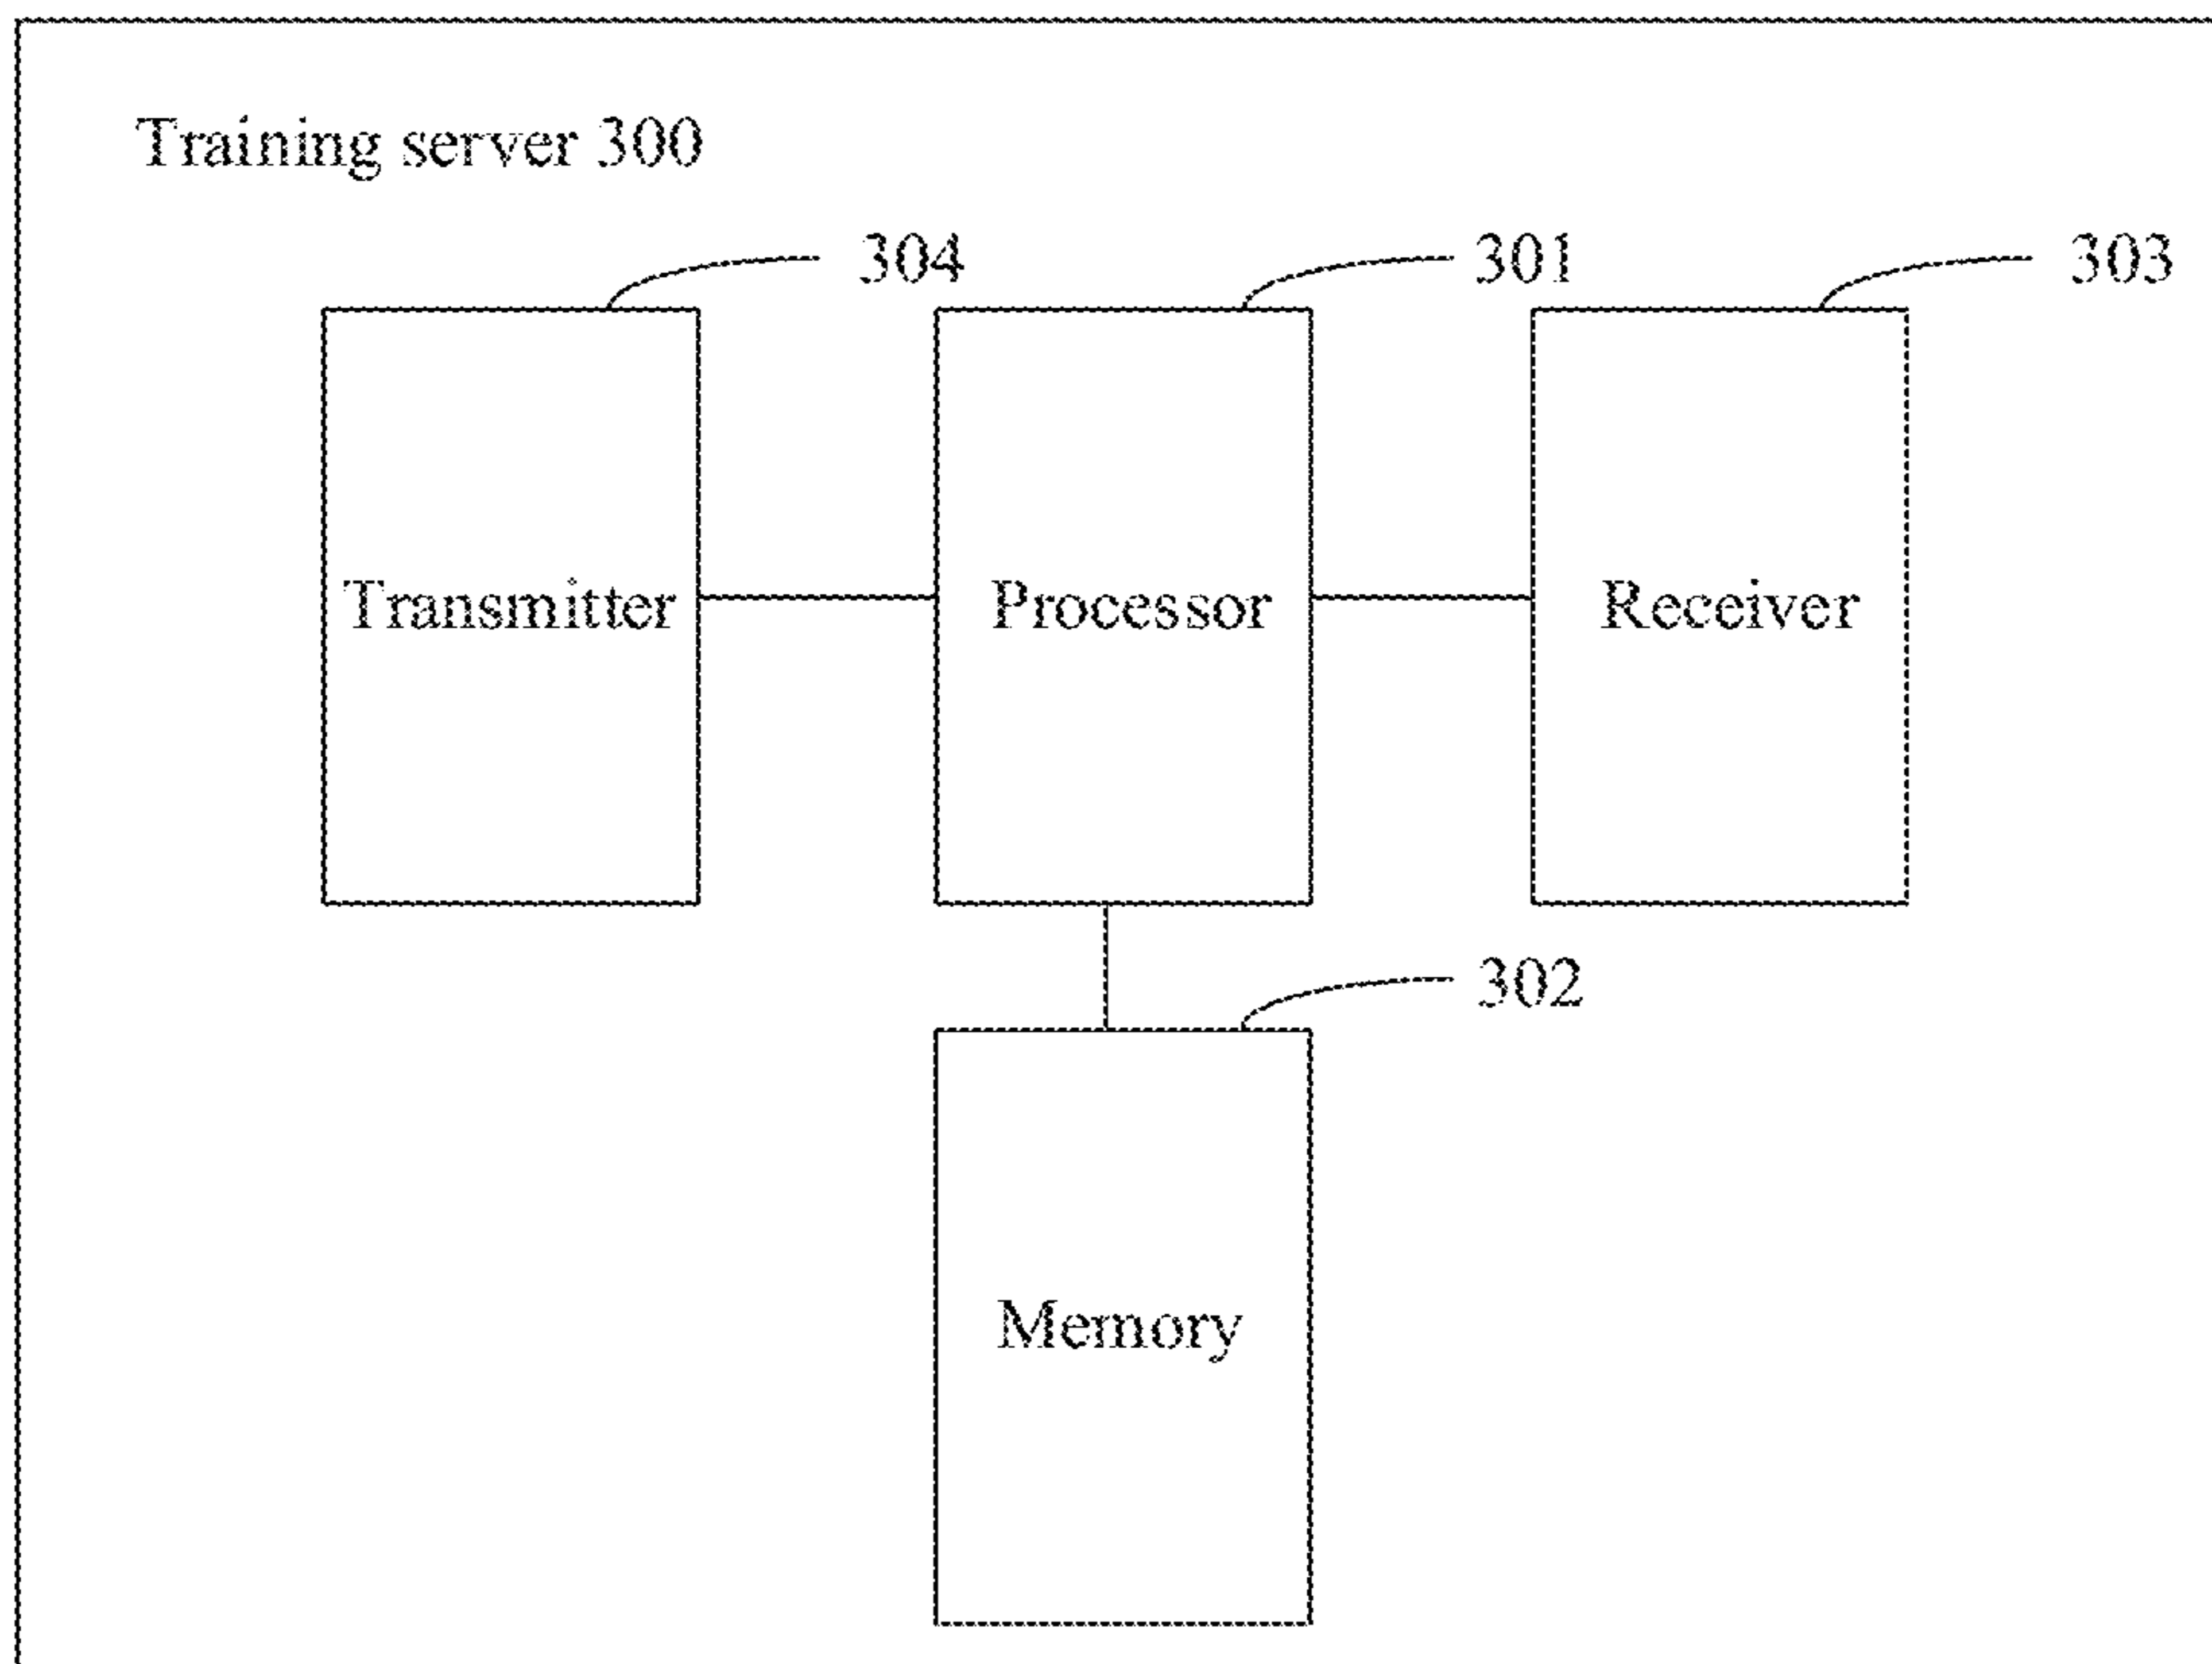 Training server 300
304
301
303
Transmitter
Processor
Receiver
302
Memory